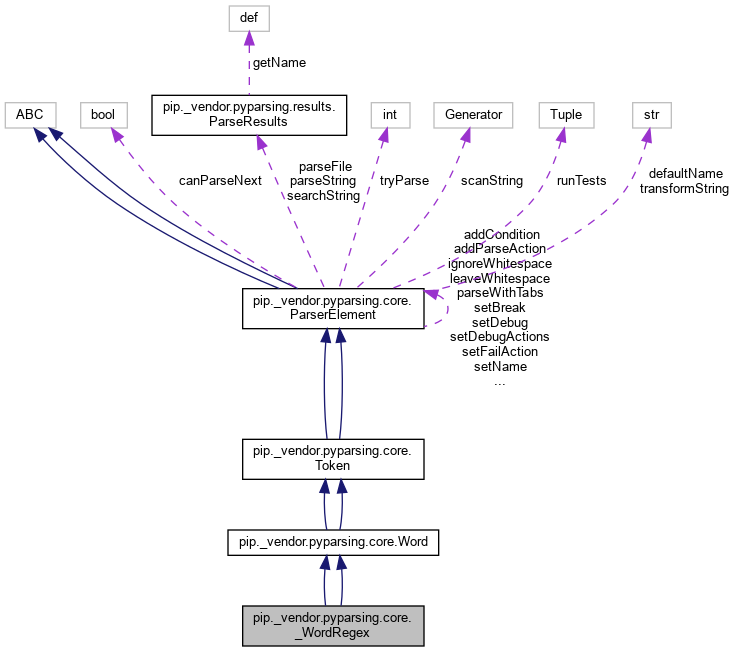 def
getName
ABC
bool
pip._vendor.pyparsing.results.
ParseResults
int
Generator
Tuple
str
canParseNext
parseFile
parseString
searchString
tryParse
scanString
runTests
defaultName
transformString
addCondition
addParseAction
ignoreWhitespace
leaveWhitespace
parseWithTabs
setBreak
setDebug
setDebugActions
setFailAction
setName
...
pip._vendor.pyparsing.core.
ParserElement
pip._vendor.pyparsing.core.
Token
pip._vendor.pyparsing.core.Word
pip._vendor.pyparsing.core.
_WordRegex